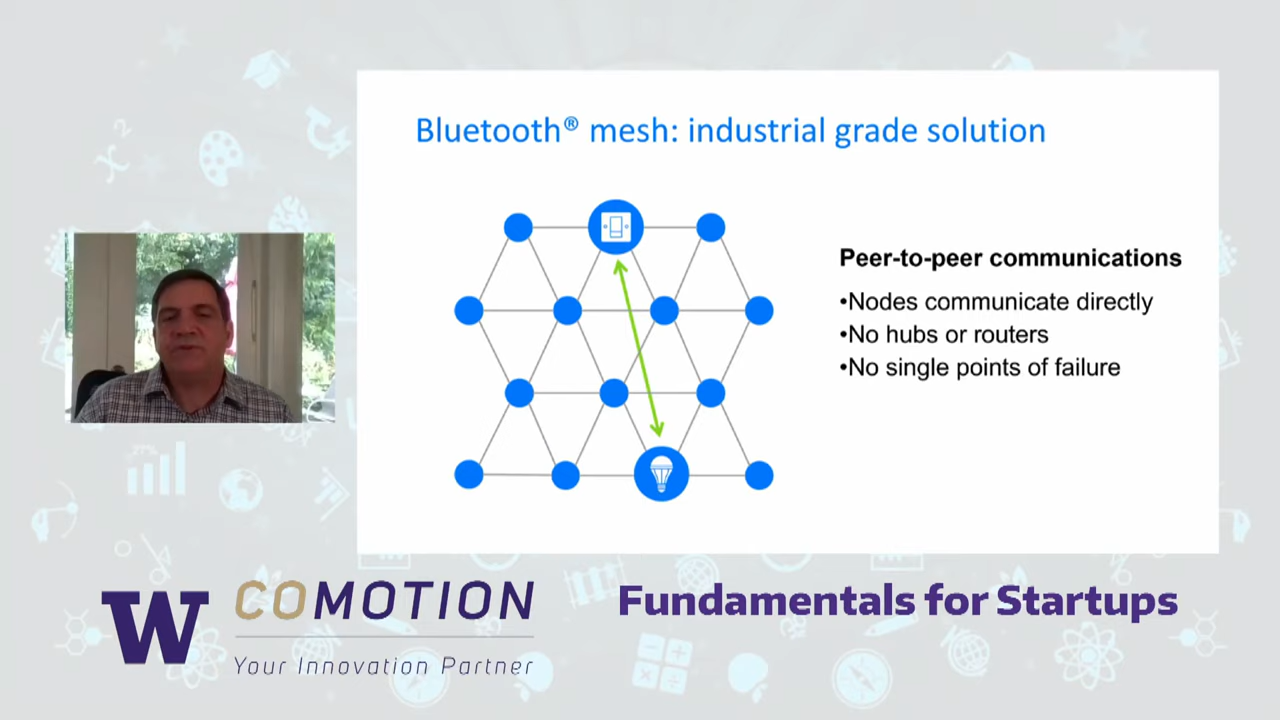 Bluetooth® mesh: industrial grade solution
Peer-to-peer communications
•Nodes communicate directly
•No hubs or routers
•No single points of failure
W COMOTION
Your Innovation Partner
Fundamentals for Startups